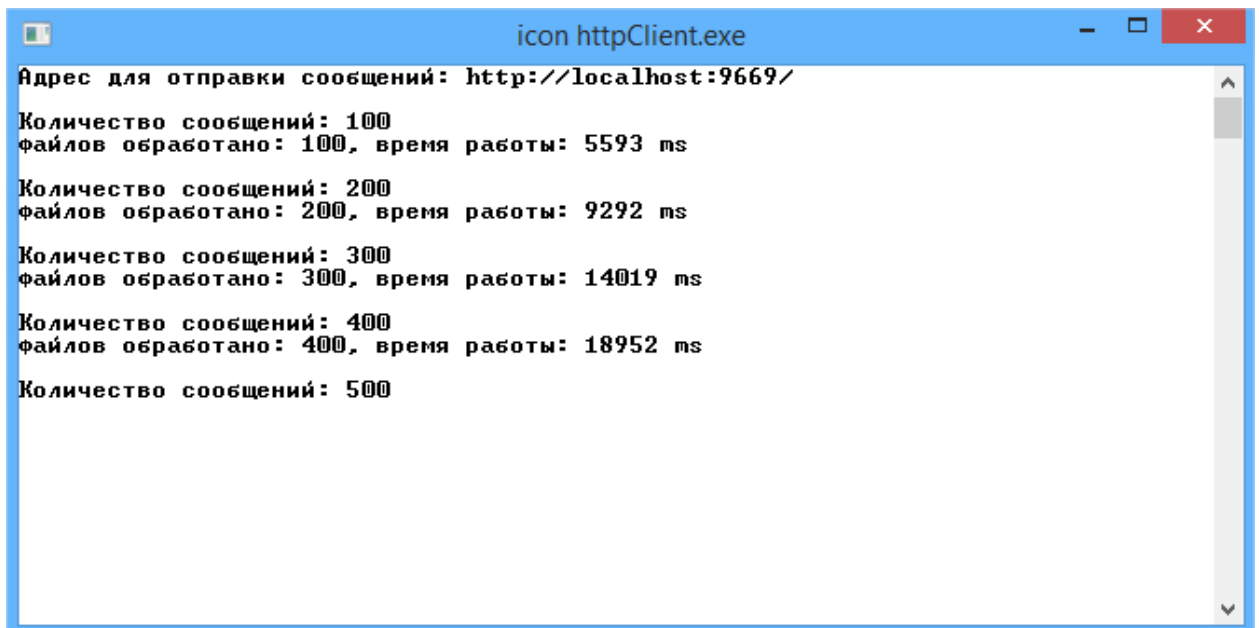 icon httpClient.exe
Адрес для отправки сообщений: http://localhost:9669/
Количество сообщений: 100
Файлов обработано: 100, время работы: 5593 ms
Количество сообщений: 200
Файлов обработано: 200, время работы: 9292 ms
Количество сообщений: 300
Файлов обработано: 300, время работы: 14019 ms
Количество сообщений: 400
Файлов обработано: 400, время работы: 18952 ms
Количество сообщений: 500